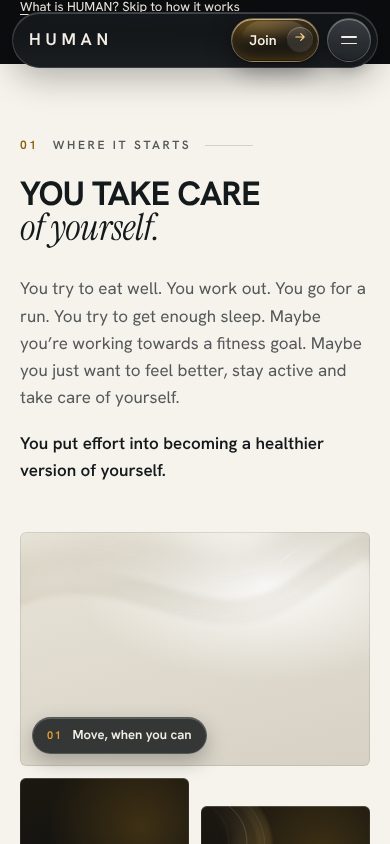 What is HUMAN? Skip to how it works
HUMAN
Join
01 WHERE IT STARTS
YOU TAKE CARE
of yourself.
You try to eat well. You work out. You go for a
run. You try to get enough sleep. Maybe
you’re working towards a fitness goal. Maybe
you just want to feel better, stay active and
take care of yourself.
You put effort into becoming a healthier
version of yourself.
01 Move, when you can